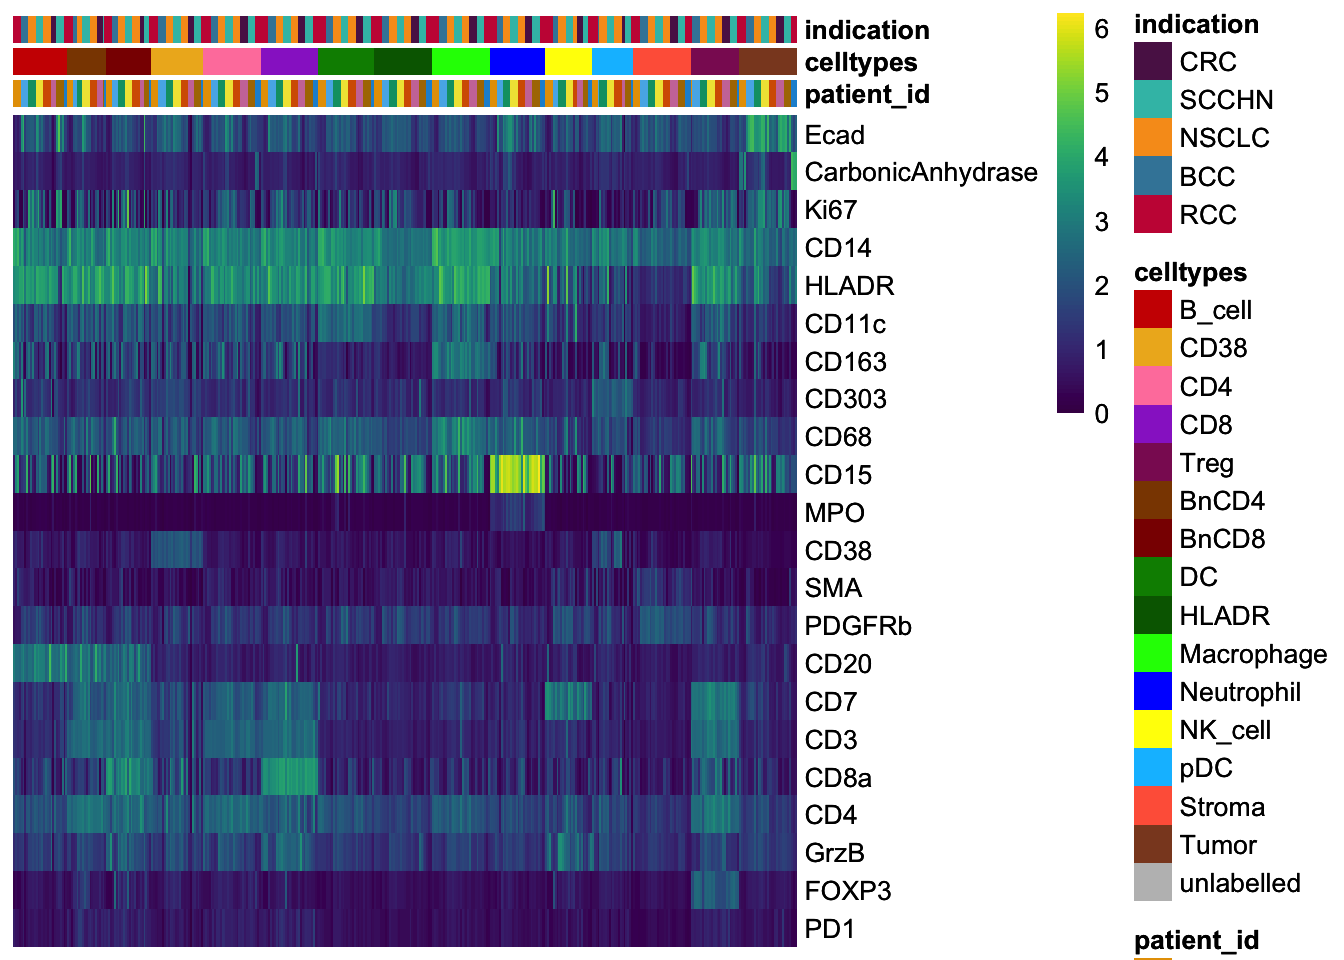 indication
celltypes
patient_id
Ecad
CarbonicAnhydrase
Ki67
CD14
HLADR
CD11c
CD163
CD303
CD68
CD15
MPO
CD38
SMA
PDGFRb
CD20
CD7
CD3
CD8a
CD4
GrzB
FOXP3
PD1
6
5
4
3
2
1
0
indication
CRC
SCCHN
NSCLC
BCC
RCC
celltypes
B_cell
CD38
CD4
CD8
Treg
BnCD4
BnCD8
DC
HLADR
Macrophage
Neutrophil
NK_cell
pDC
Stroma
Tumor
unlabelled
patient_id